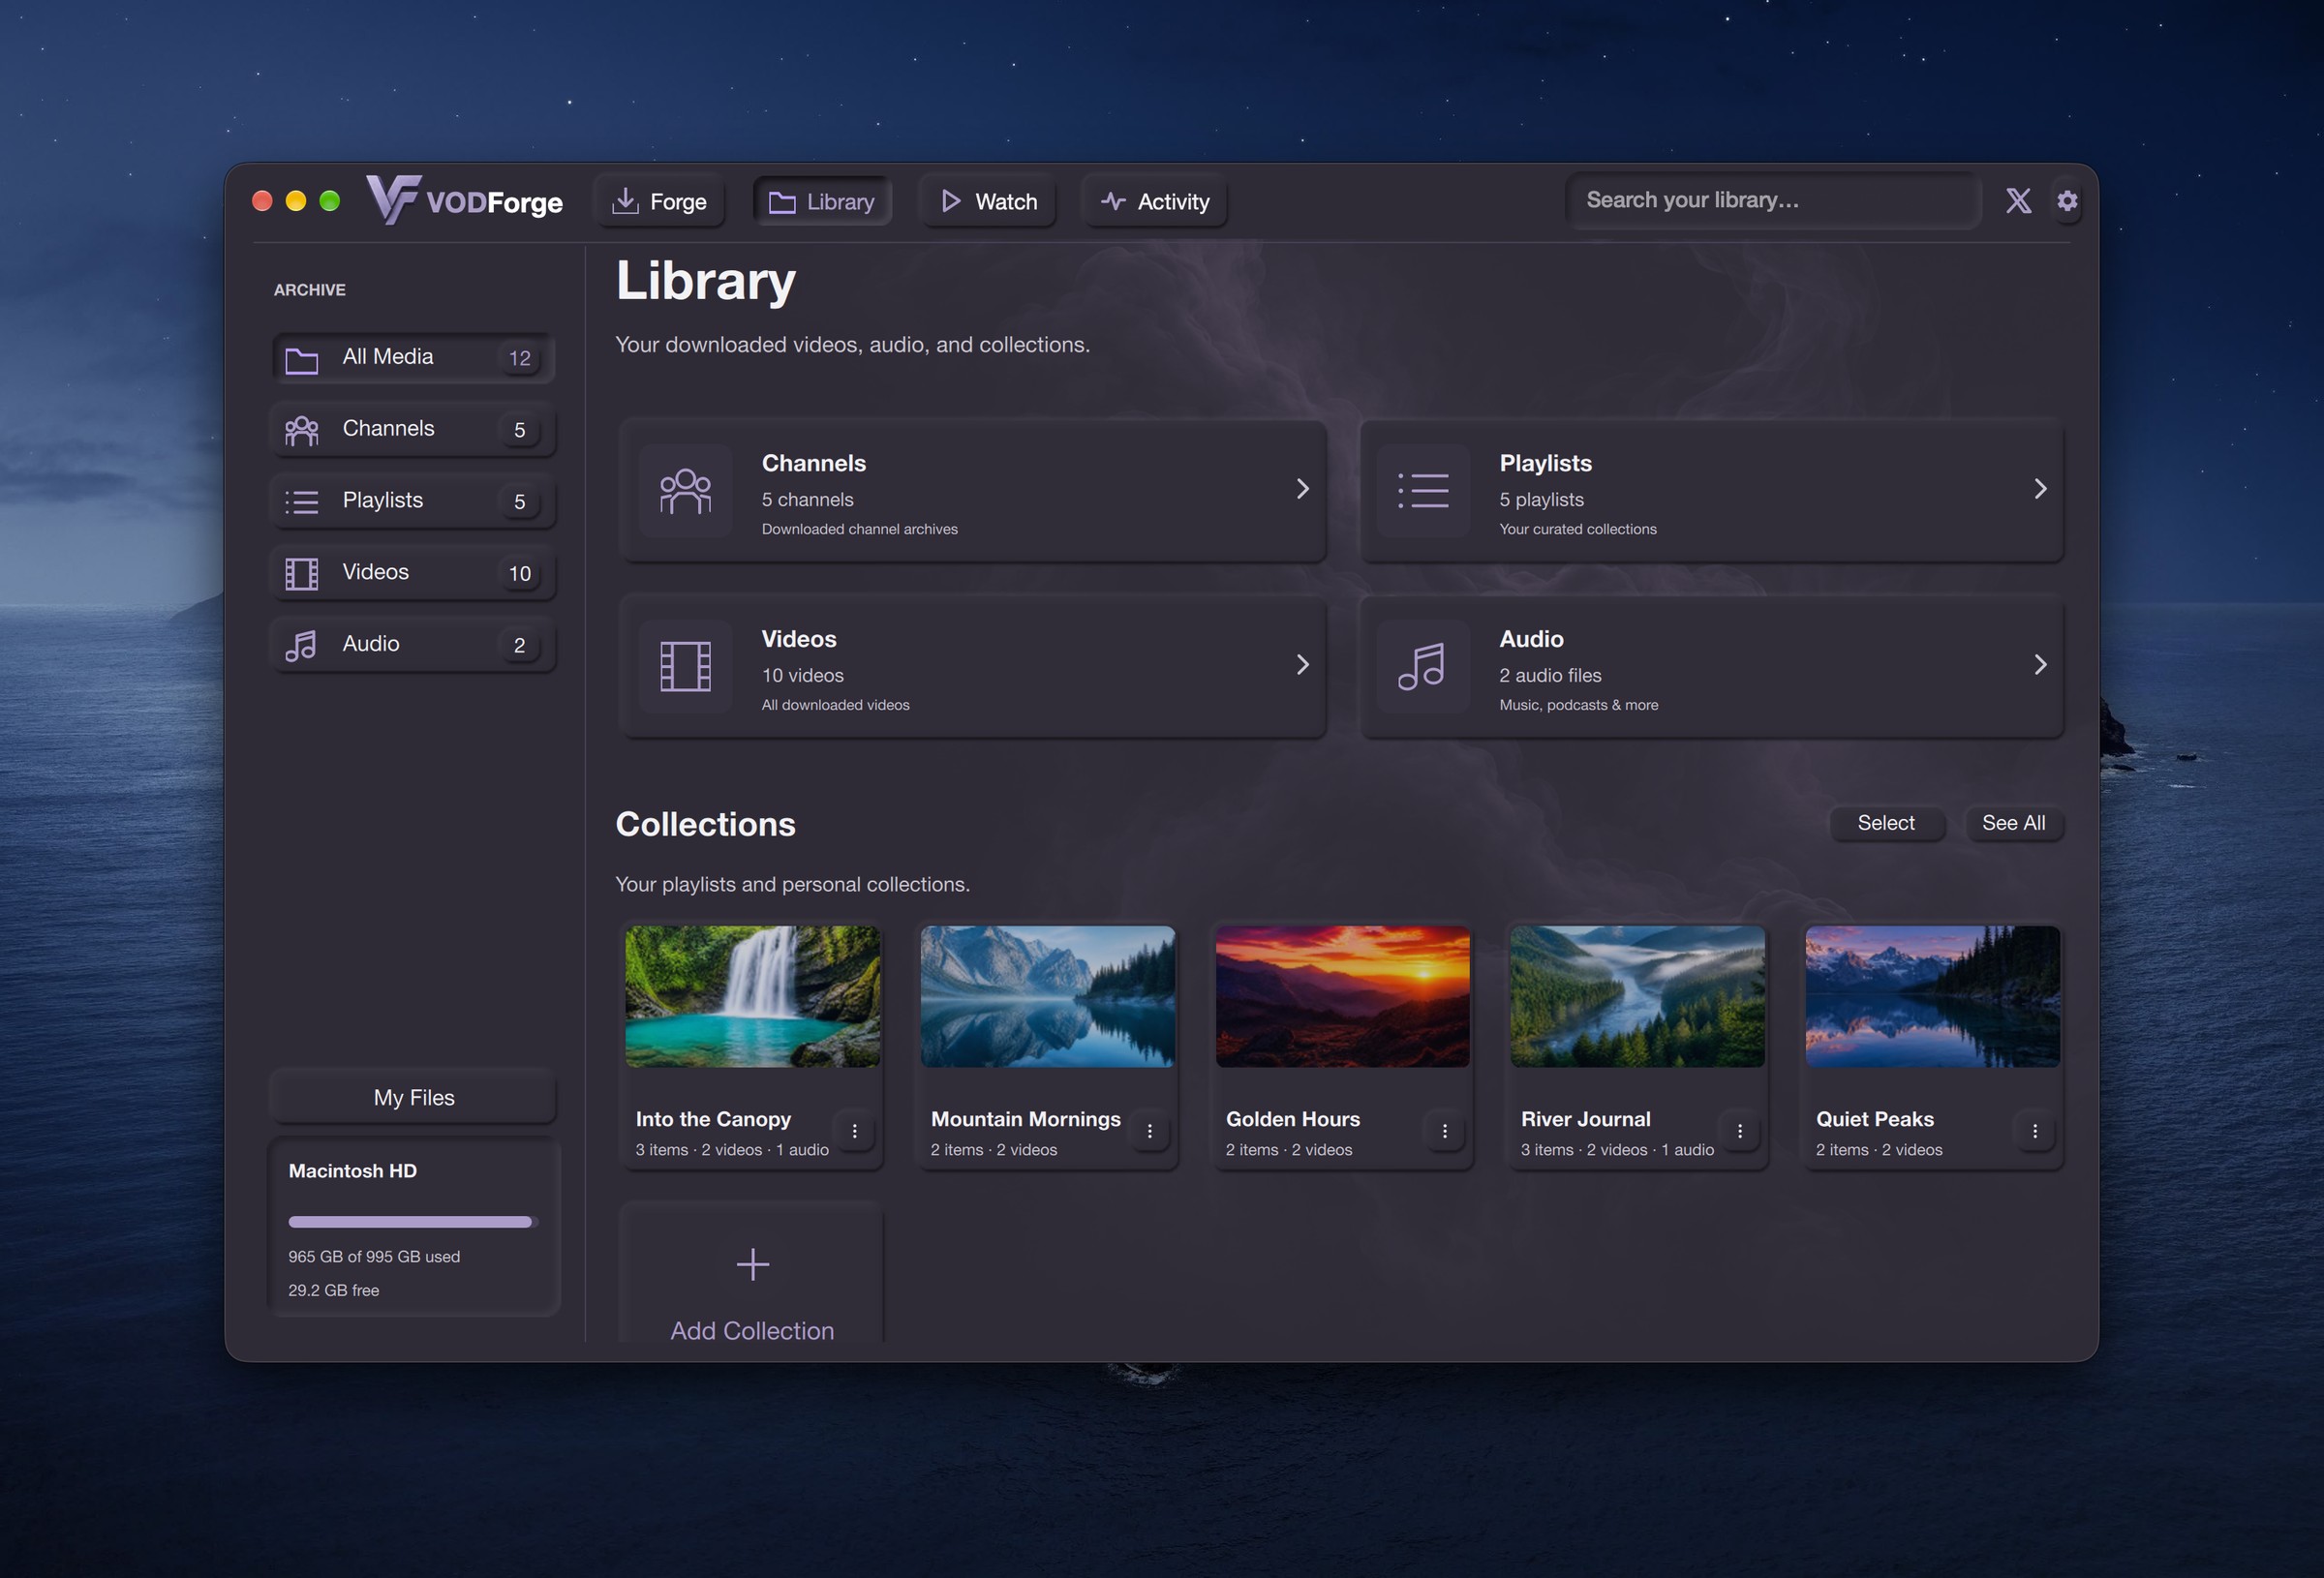 VODForge
Forge
Library
Watch
Activity
Search your library...
ARCHIVE
All Media 12
Channels 5
Playlists 5
Videos 10
Audio 2
My Files
Macintosh HD
965 GB of 995 GB used
29.2 GB free
Library
Your downloaded videos, audio, and collections.
Channels
5 channels
Downloaded channel archives
Playlists
5 playlists
Your curated collections
Videos
10 videos
All downloaded videos
Audio
2 audio files
Music, podcasts & more
Collections
Select
See All
Your playlists and personal collections.
Into the Canopy
3 items · 2 videos · 1 audio
Mountain Mornings
2 items · 2 videos
Golden Hours
2 items · 2 videos
River Journal
3 items · 2 videos · 1 audio
Quiet Peaks
2 items · 2 videos
Add Collection